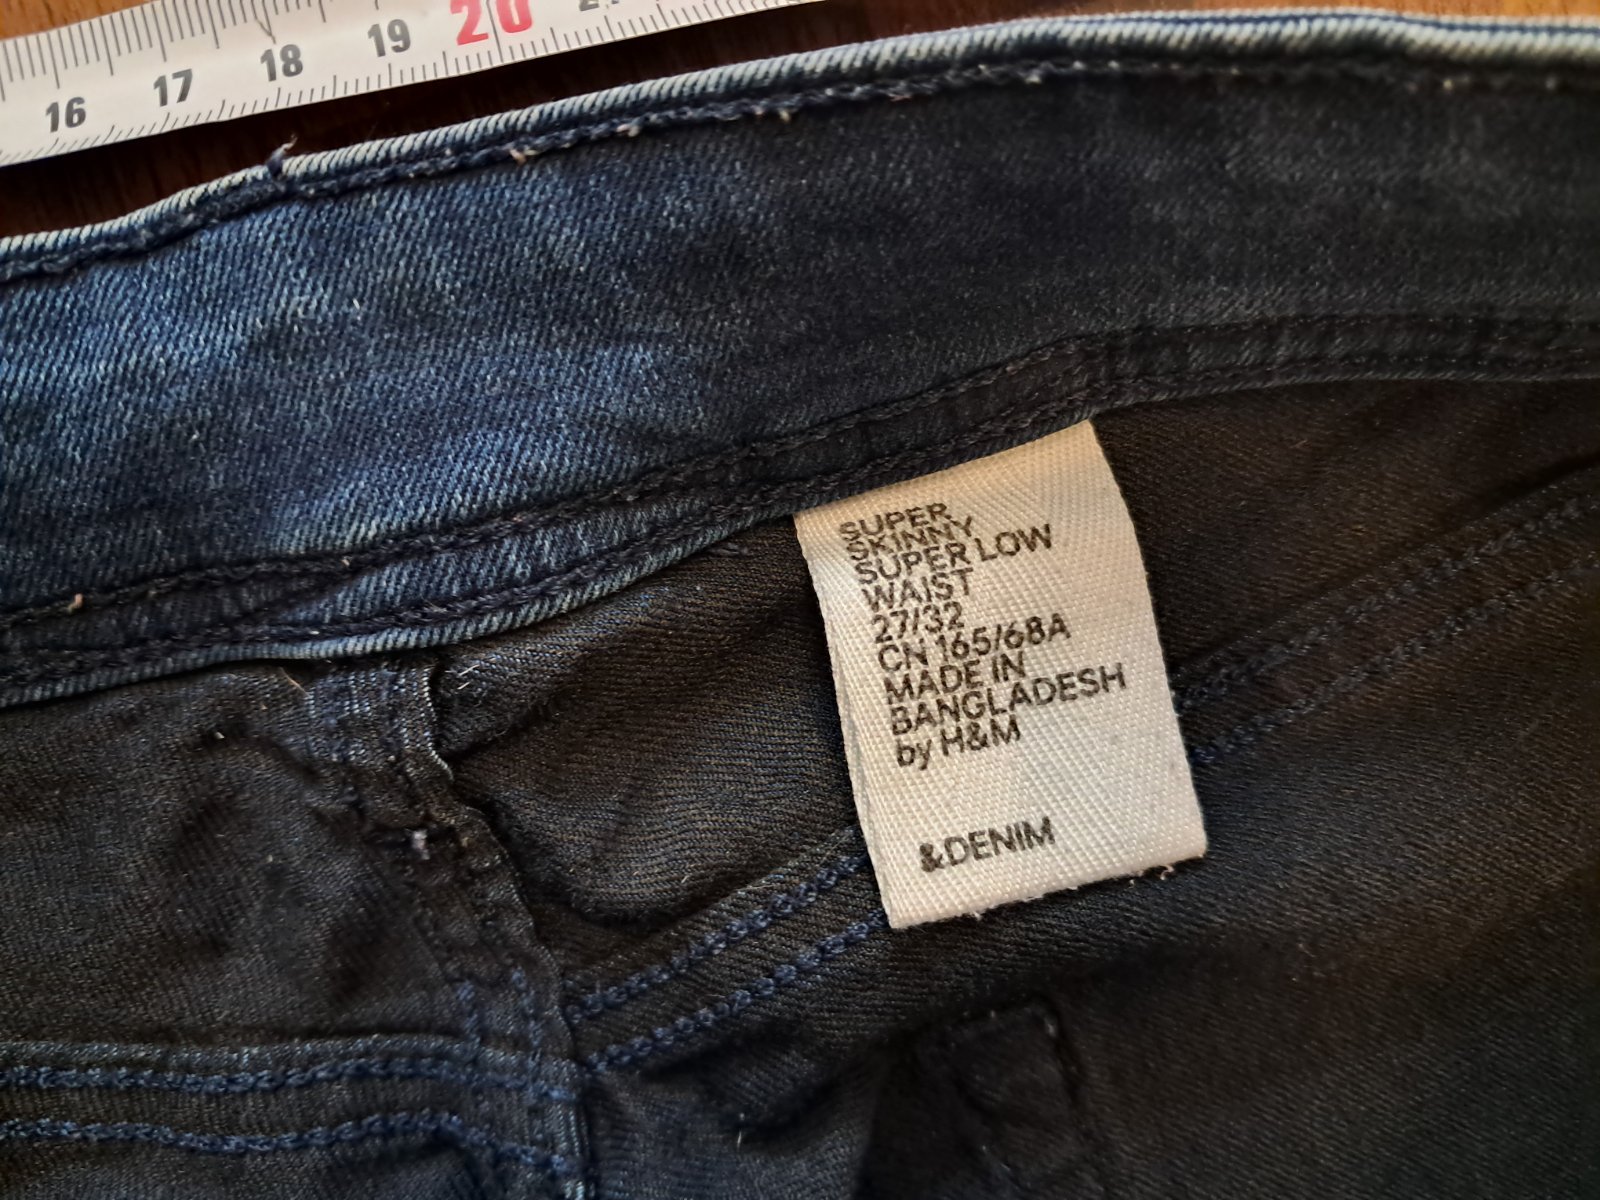 16 17 18 19 20
SUPER
SKINNY
SUPER LOW
WAIST
27/32
CN 165/68A
MADE IN
BANGLADESH
by H&M
&DENIM